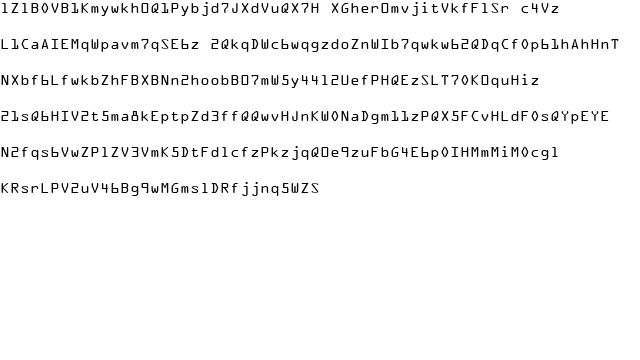 1Z1B0VB1KmywkhOQ1Pybjd7JXdVuQX7H XGherOmvjitVkfF1Sr c4Vz
L1CaAIEMqWpavm7qSE6z 2QkqDWc6wqgzdoZnWIb7qwkw62QDqCf0p61hAhHnT
NXbf6LfwkbZhFBXBNn2hoobBO7mW5y4412UefPHQEzSLT70KOquHiz
21sQ6HIV2t5ma8kEptpZd3ffQQwvHJnKW0NaDgm11zPQX5FCvHLdF0sQYpEYE
N2fqs6VwZP1ZV3VmK5DtFd1cfzPkzjqQOe9zuFbG4E6p0IHMmMiM0cg1
KRsrLPV2uV46Bg9wMGms1DRfjjnq5WZS